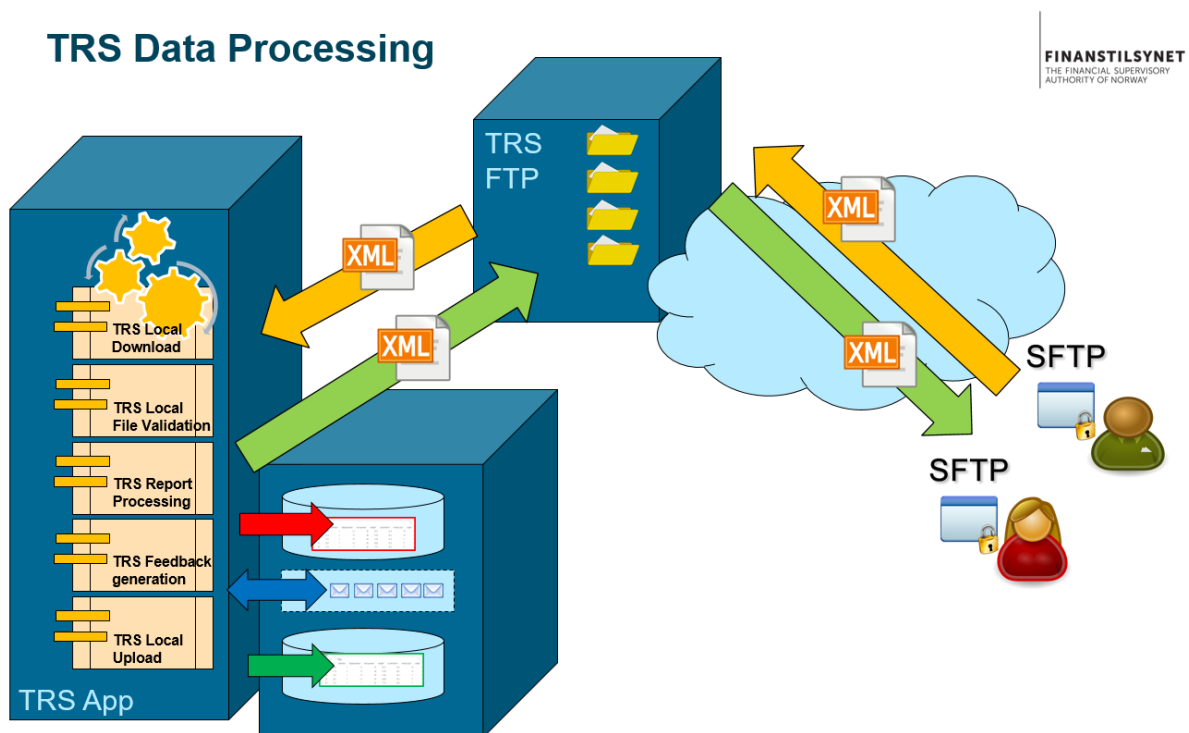 TRS Data Processing
FINANSTILSYNET
THE FINANCIAL SUPERVISORY
AUTHORITY OF NORWAY
TRS
FTP
XML
XML
XML
XML
SFTP
SFTP
TRS Local
Download
TRS Local
File Validation
TRS Report
Processing
TRS Feedback
generation
TRS Local
Upload
TRS App